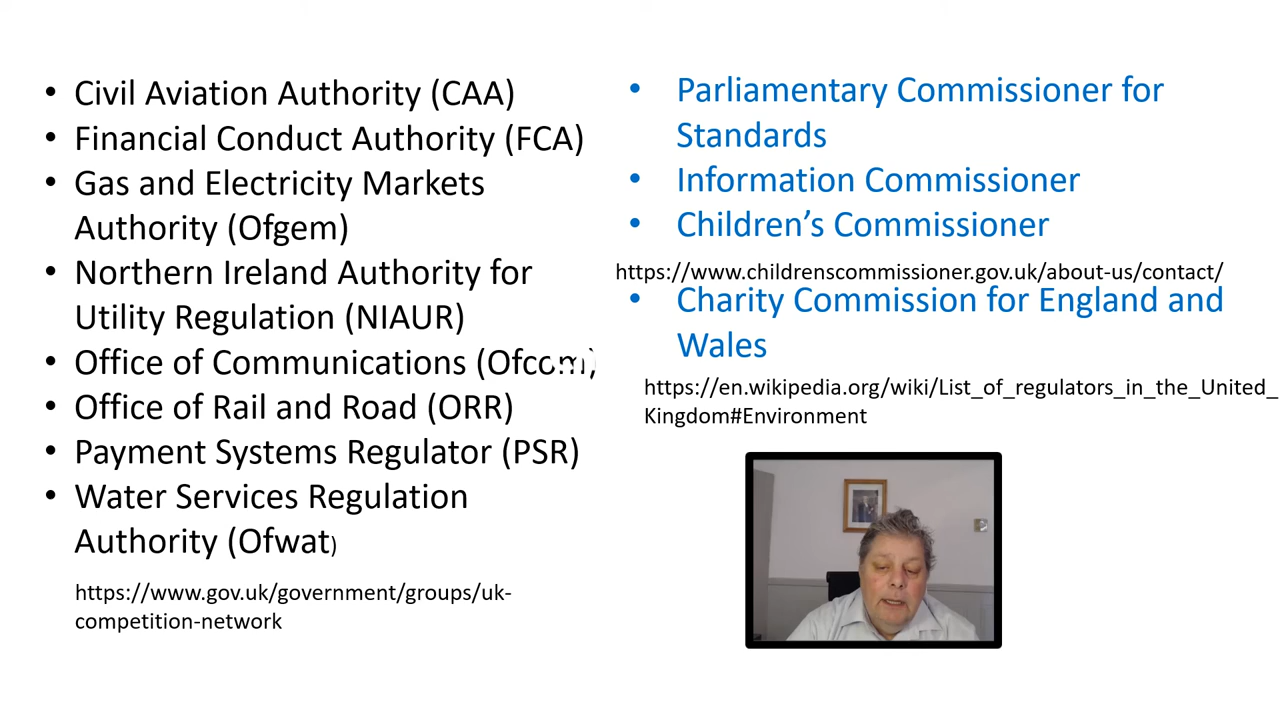 • Civil Aviation Authority (CAA)
• Financial Conduct Authority (FCA)
• Gas and Electricity Markets
Authority (Ofgem)
• Northern Ireland Authority for
Utility Regulation (NIAUR)
• Office of Communications (Ofcom)
• Office of Rail and Road (ORR)
• Payment Systems Regulator (PSR)
• Water Services Regulation
Authority (Ofwat)
https://www.gov.uk/government/groups/uk-
competition-network
• Parliamentary Commissioner for
Standards
• Information Commissioner
• Children’s Commissioner
https://www.childrenscommissioner.gov.uk/about-us/contact/
• Charity Commission for England and
Wales
https://en.wikipedia.org/wiki/List_of_regulators_in_the_United_
Kingdom#Environment